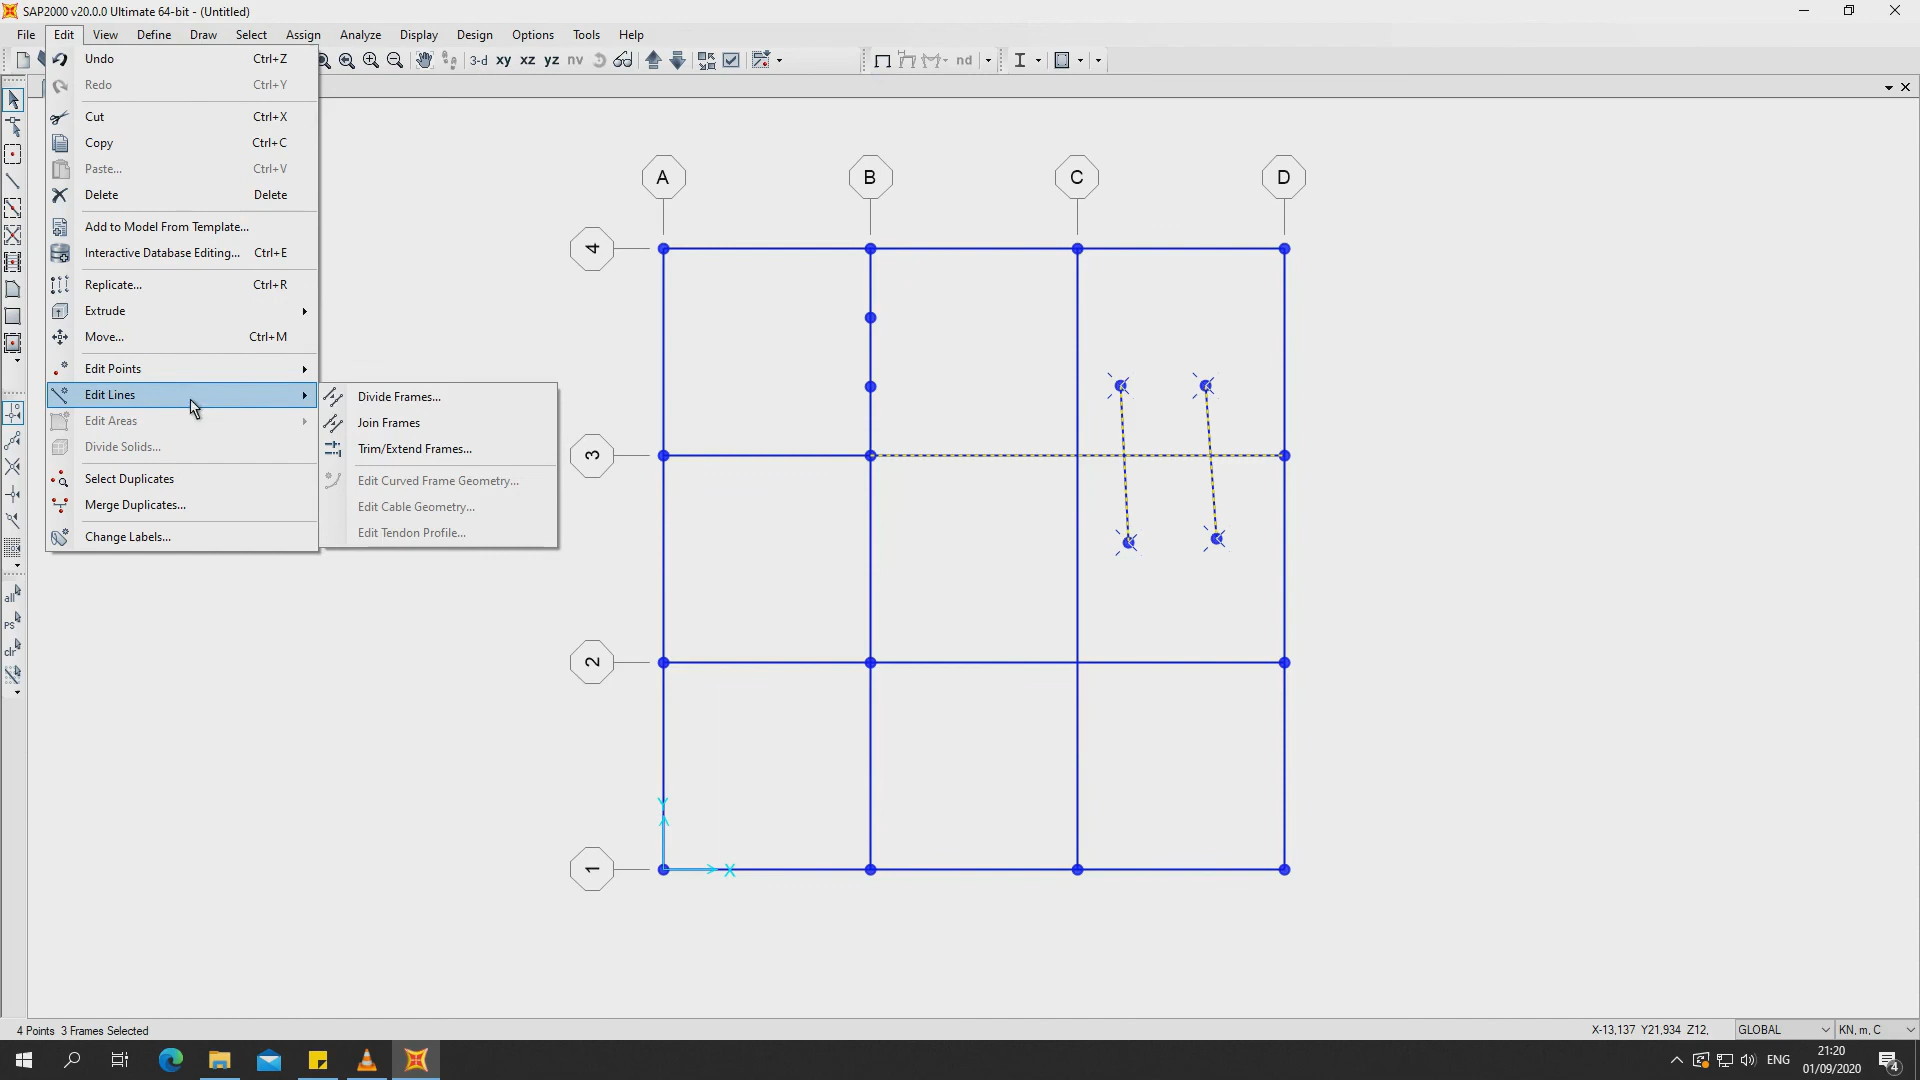 SAP2000 v20.0.0 Ultimate 64-bit - (Untitled)
File Edit View Define Draw Select Assign Analyze Display Design Options Tools Help
3-d xy xz yz nv nd
Undo Ctrl+Z
Redo Ctrl+Y
Cut Ctrl+X
Copy Ctrl+C
Paste... Ctrl+V
Delete Delete
Add to Model From Template...
Interactive Database Editing... Ctrl+E
Replicate... Ctrl+R
Extrude
Move... Ctrl+M
Edit Points
Edit Lines
Edit Areas
Divide Solids...
Select Duplicates
Merge Duplicates...
Change Labels...
Divide Frames...
Join Frames
Trim/Extend Frames...
Edit Curved Frame Geometry...
Edit Cable Geometry...
Edit Tendon Profile...
all
PS
clr
A B C D
4
3
2
1
Y
X
4 Points 3 Frames Selected
X-13,137 Y21,934 Z12,
GLOBAL
KN, m, C
ENG
21:20
01/09/2020
4